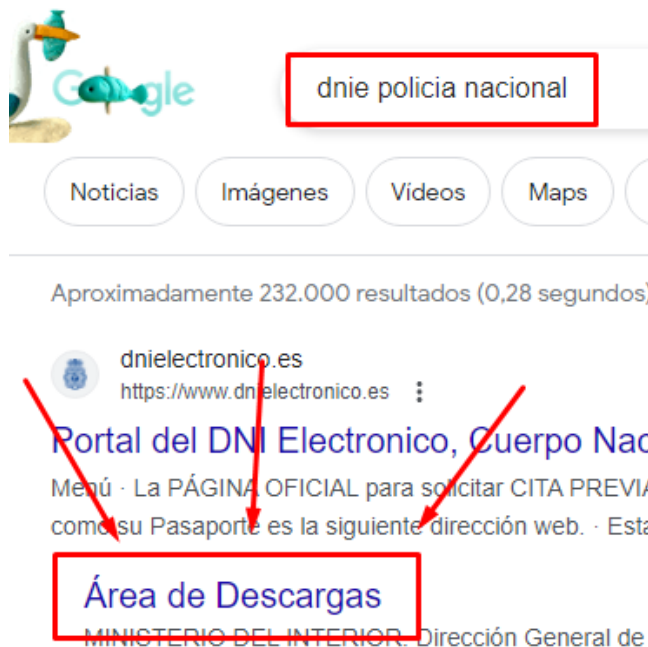 Google
dnie policia nacional
Noticias Imágenes Vídeos Maps
Aproximadamente 232.000 resultados (0,28 segundos)
dnielectronico.es
https://www.dnielectronico.es
Portal del DNI Electronico, Cuerpo Nac
Menú · La PÁGINA OFICIAL para solicitar CITA PREVIA
como su Pasaporte es la siguiente dirección web. · Esta
Área de Descargas
MINISTERIO DEL INTERIOR. Dirección General de